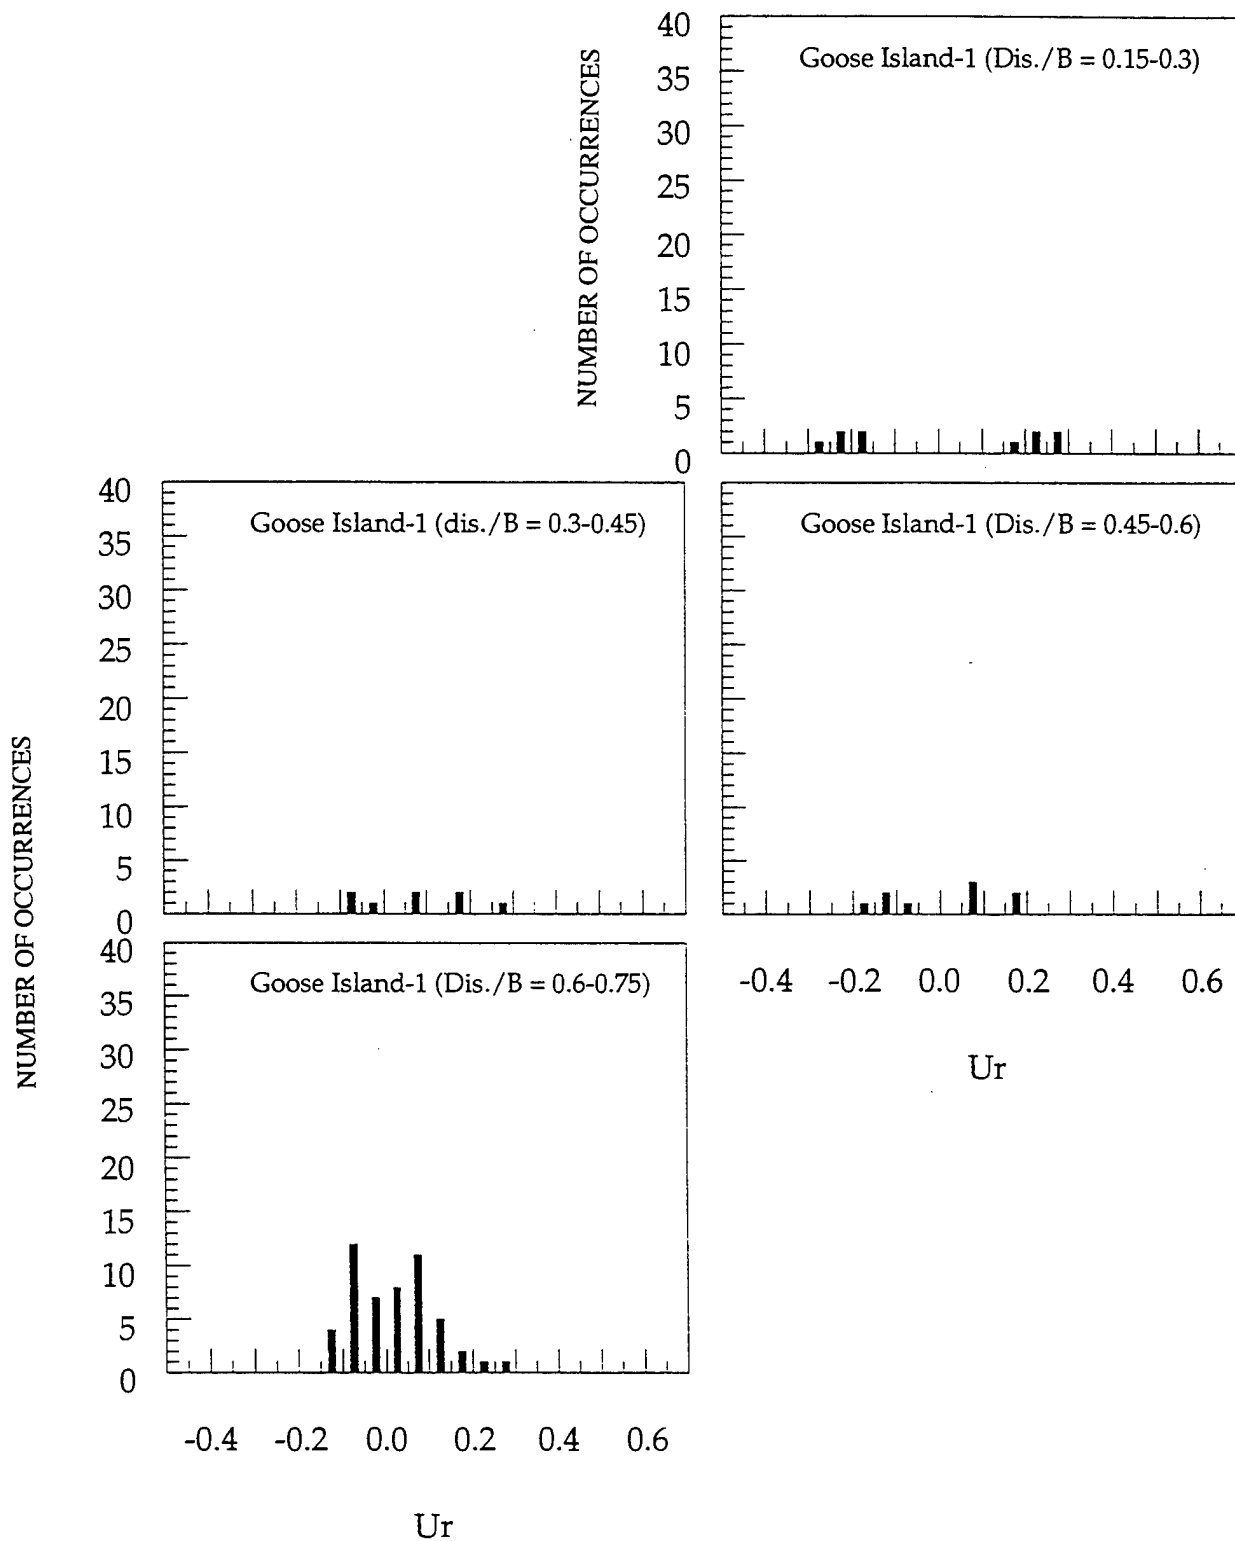 40
35
30
25
20
15
10
5
0
NUMBER OF OCCURRENCES
Goose Island-1 (Dis./B = 0.15-0.3)
40
35
30
25
20
15
10
5
0
Goose Island-1 (dis./B = 0.3-0.45)
Goose Island-1 (Dis./B = 0.45-0.6)
-0.4 -0.2 0.0 0.2 0.4 0.6
Ur
NUMBER OF OCCURRENCES
40
35
30
25
20
15
10
5
0
Goose Island-1 (Dis./B = 0.6-0.75)
-0.4 -0.2 0.0 0.2 0.4 0.6
Ur